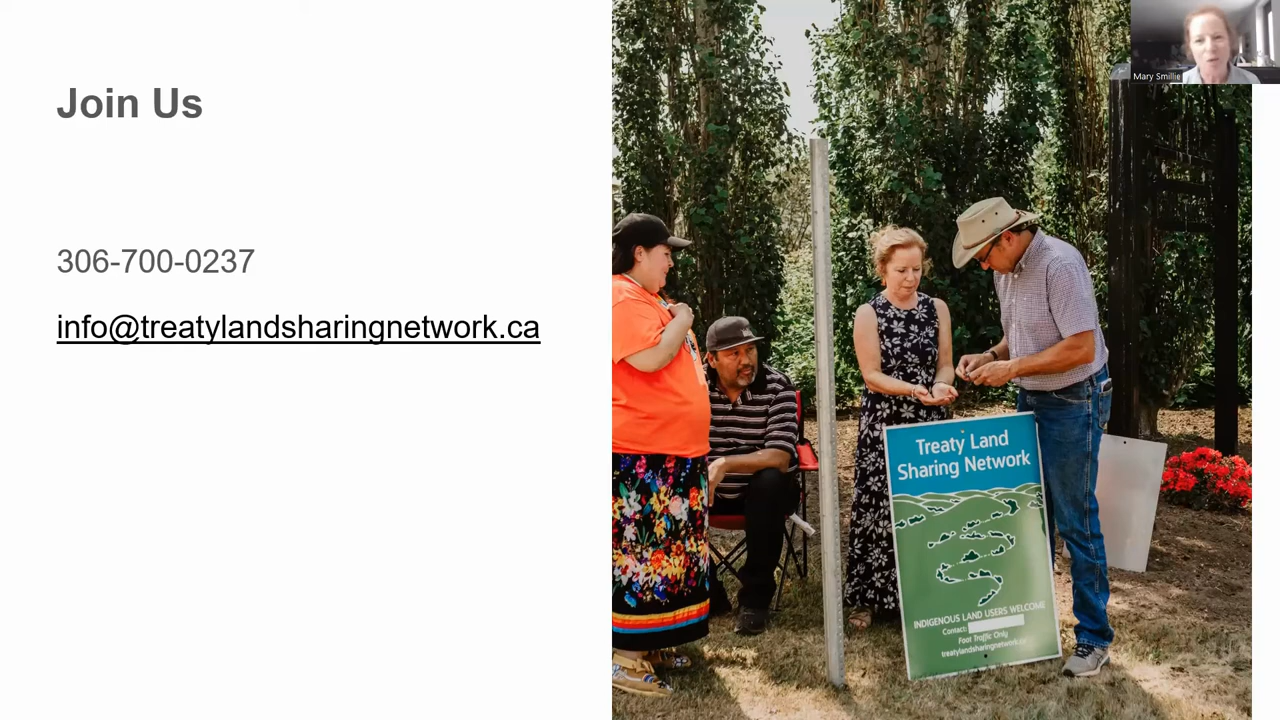 Join Us
306-700-0237
info@treatylandsharingnetwork.ca
Mary Smillie
Treaty Land
Sharing Network
INDIGENOUS LAND USERS WELCOME
Contact:
Foot Traffic Only
treatylandsharingnetwork.ca